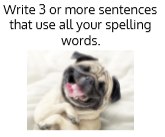 Write 3 or more sentences
that use all your spelling
words.